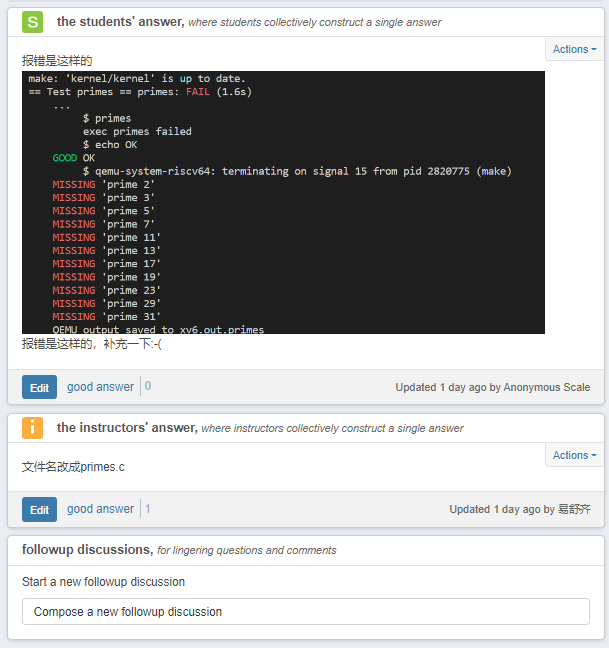 S the students' answer, where students collectively construct a single answer
Actions
报错是这样的
make: 'kernel/kernel' is up to date.
== Test primes == primes: FAIL (1.6s)
...
$ primes
exec primes failed
$ echo OK
GOOD OK
$ qemu-system-riscv64: terminating on signal 15 from pid 2820775 (make)
MISSING 'prime 2'
MISSING 'prime 3'
MISSING 'prime 5'
MISSING 'prime 7'
MISSING 'prime 11'
MISSING 'prime 13'
MISSING 'prime 17'
MISSING 'prime 19'
MISSING 'prime 23'
MISSING 'prime 29'
MISSING 'prime 31'
QEMU output saved to xv6.out.primes
报错是这样的，补充一下:-(
Edit good answer 0 Updated 1 day ago by Anonymous Scale
i the instructors' answer, where instructors collectively construct a single answer
Actions
文件名改成primes.c
Edit good answer 1 Updated 1 day ago by 易舒齐
followup discussions, for lingering questions and comments
Start a new followup discussion
Compose a new followup discussion